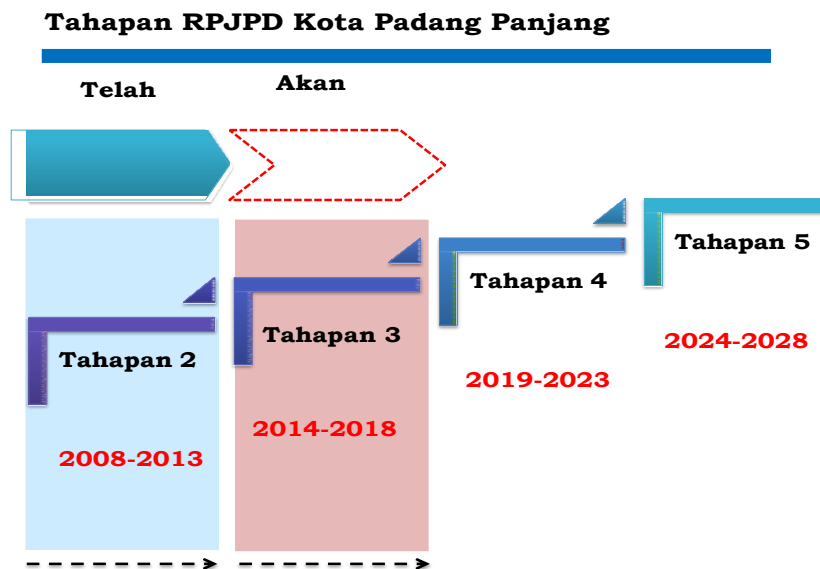 Tahapan RPJPD Kota Padang Panjang
Telah
Akan
Tahapan 2
2008-2013
Tahapan 3
2014-2018
Tahapan 4
2019-2023
Tahapan 5
2024-2028